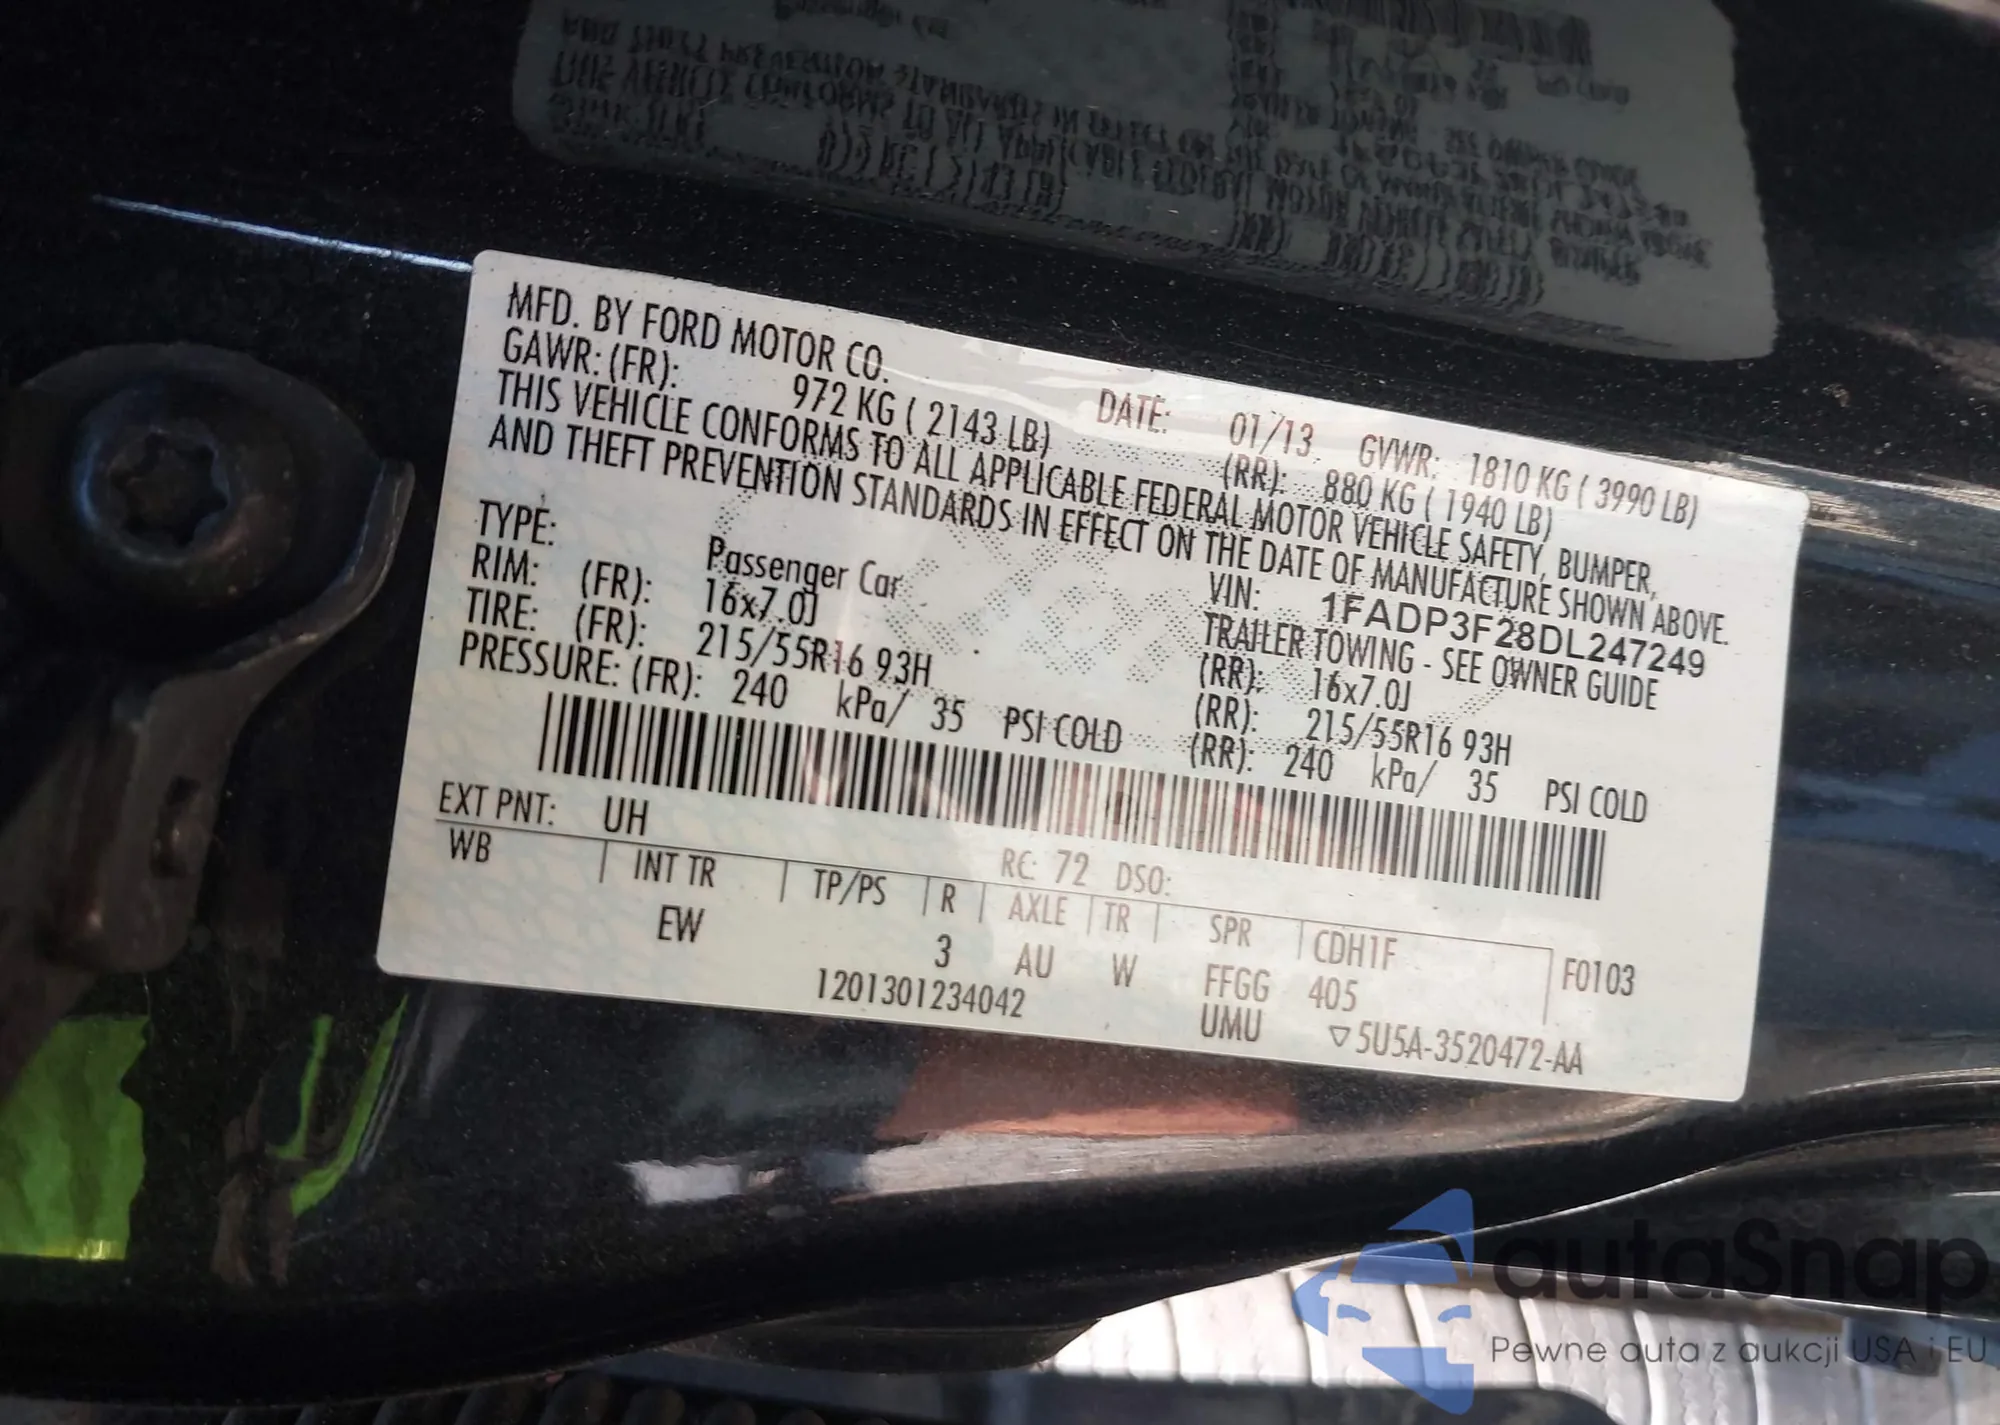 MFD. BY FORD MOTOR CO. DATE: 01/13 GVWR: 1810 KG ( 3990 LB)
GAWR: (FR): 972 KG ( 2143 LB) (RR): 880 KG ( 1940 LB)
THIS VEHICLE CONFORMS TO ALL APPLICABLE FEDERAL MOTOR VEHICLE SAFETY, BUMPER,
AND THEFT PREVENTION STANDARDS IN EFFECT ON THE DATE OF MANUFACTURE SHOWN ABOVE.
VIN: 1FADP3F28DL247249
TYPE: Passenger Car TRAILER TOWING - SEE OWNER GUIDE
RIM: (FR): 16x7.0J (RR): 16x7.0J
TIRE: (FR): 215/55R16 93H (RR): 215/55R16 93H
PRESSURE: (FR): 240 kPa/ 35 PSI COLD (RR): 240 kPa/ 35 PSI COLD
EXT PNT: UH RC: 72 DSO:
WB INT TR TP/PS R AXLE TR SPR CDH1F F0103
EW 3 AU W FFGG 405
1201301234042 UMU ▽5U5A-3520472-AA
autaSnap
Pewne auta z aukcji USA i EU